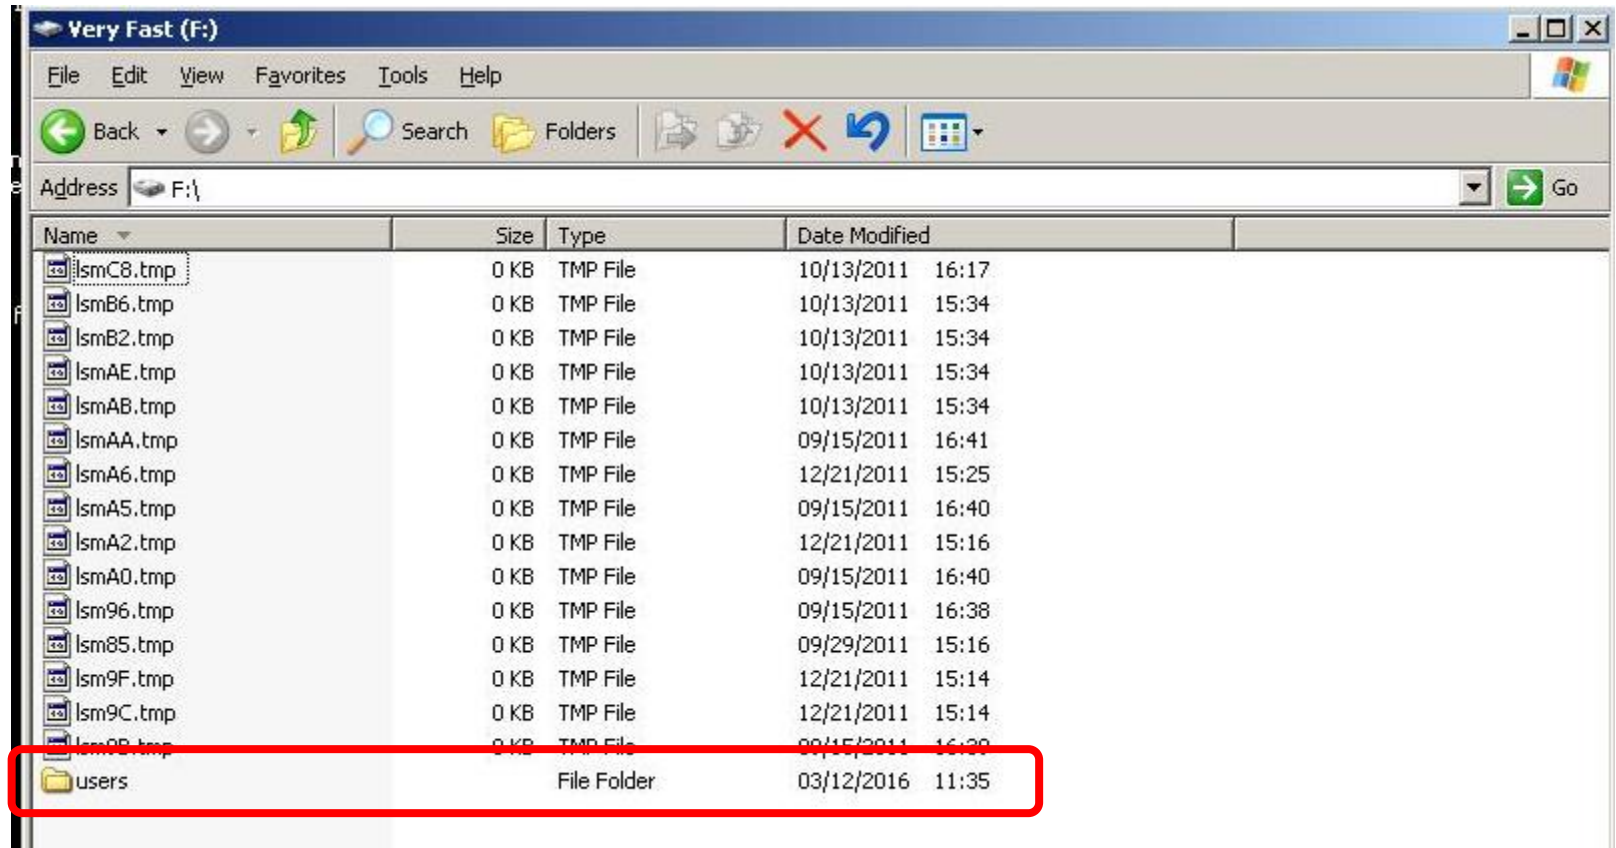 Very Fast (F:)
File Edit View Favorites Tools Help
Back Search Folders
Address F:\ Go
Name Size Type Date Modified
lsmC8.tmp 0 KB TMP File 10/13/2011 16:17
lsmB6.tmp 0 KB TMP File 10/13/2011 15:34
lsmB2.tmp 0 KB TMP File 10/13/2011 15:34
lsmAE.tmp 0 KB TMP File 10/13/2011 15:34
lsmAB.tmp 0 KB TMP File 10/13/2011 15:34
lsmAA.tmp 0 KB TMP File 09/15/2011 16:41
lsmA6.tmp 0 KB TMP File 12/21/2011 15:25
lsmA5.tmp 0 KB TMP File 09/15/2011 16:40
lsmA2.tmp 0 KB TMP File 12/21/2011 15:16
lsmA0.tmp 0 KB TMP File 09/15/2011 16:40
lsm96.tmp 0 KB TMP File 09/15/2011 16:38
lsm85.tmp 0 KB TMP File 09/29/2011 15:16
lsm9F.tmp 0 KB TMP File 12/21/2011 15:14
lsm9C.tmp 0 KB TMP File 12/21/2011 15:14
0 KB TMP File 09/15/2011
users File Folder 03/12/2016 11:35